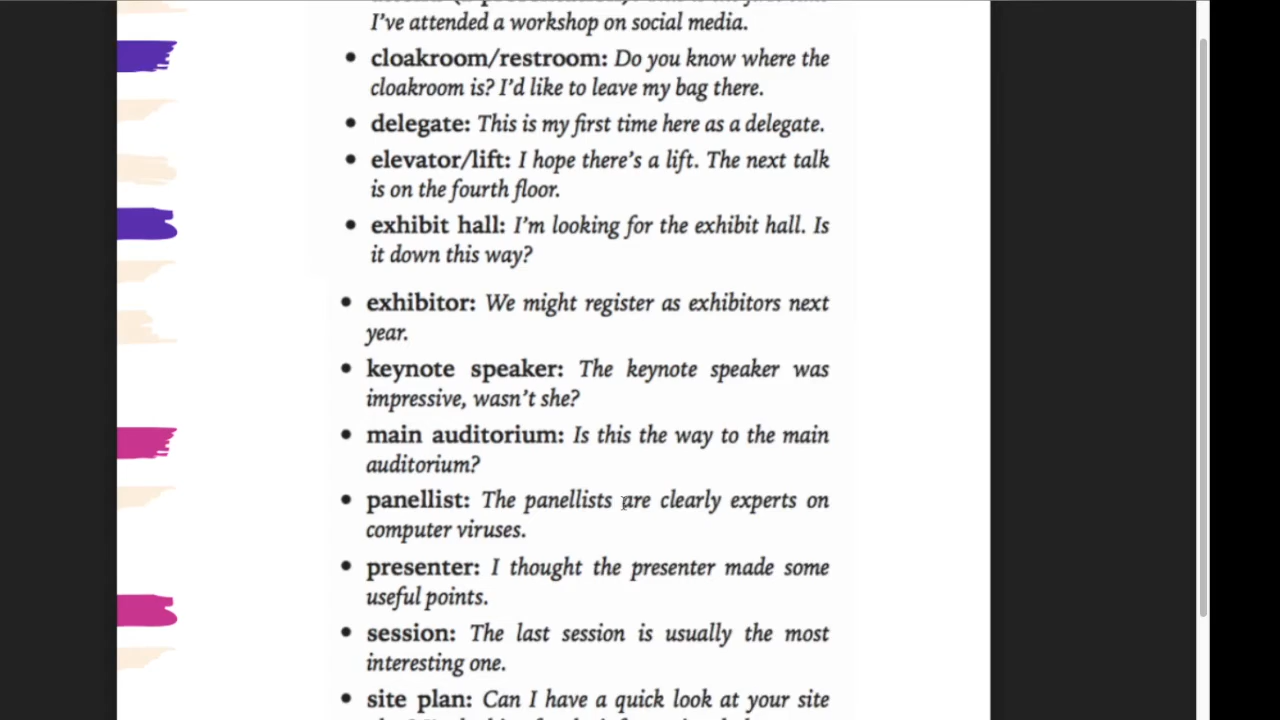 I’ve attended a workshop on social media.
• cloakroom/restroom: Do you know where the
cloakroom is? I’d like to leave my bag there.
• delegate: This is my first time here as a delegate.
• elevator/lift: I hope there’s a lift. The next talk
is on the fourth floor.
• exhibit hall: I’m looking for the exhibit hall. Is
it down this way?
• exhibitor: We might register as exhibitors next
year.
• keynote speaker: The keynote speaker was
impressive, wasn’t she?
• main auditorium: Is this the way to the main
auditorium?
• panellist: The panellists are clearly experts on
computer viruses.
• presenter: I thought the presenter made some
useful points.
• session: The last session is usually the most
interesting one.
• site plan: Can I have a quick look at your site